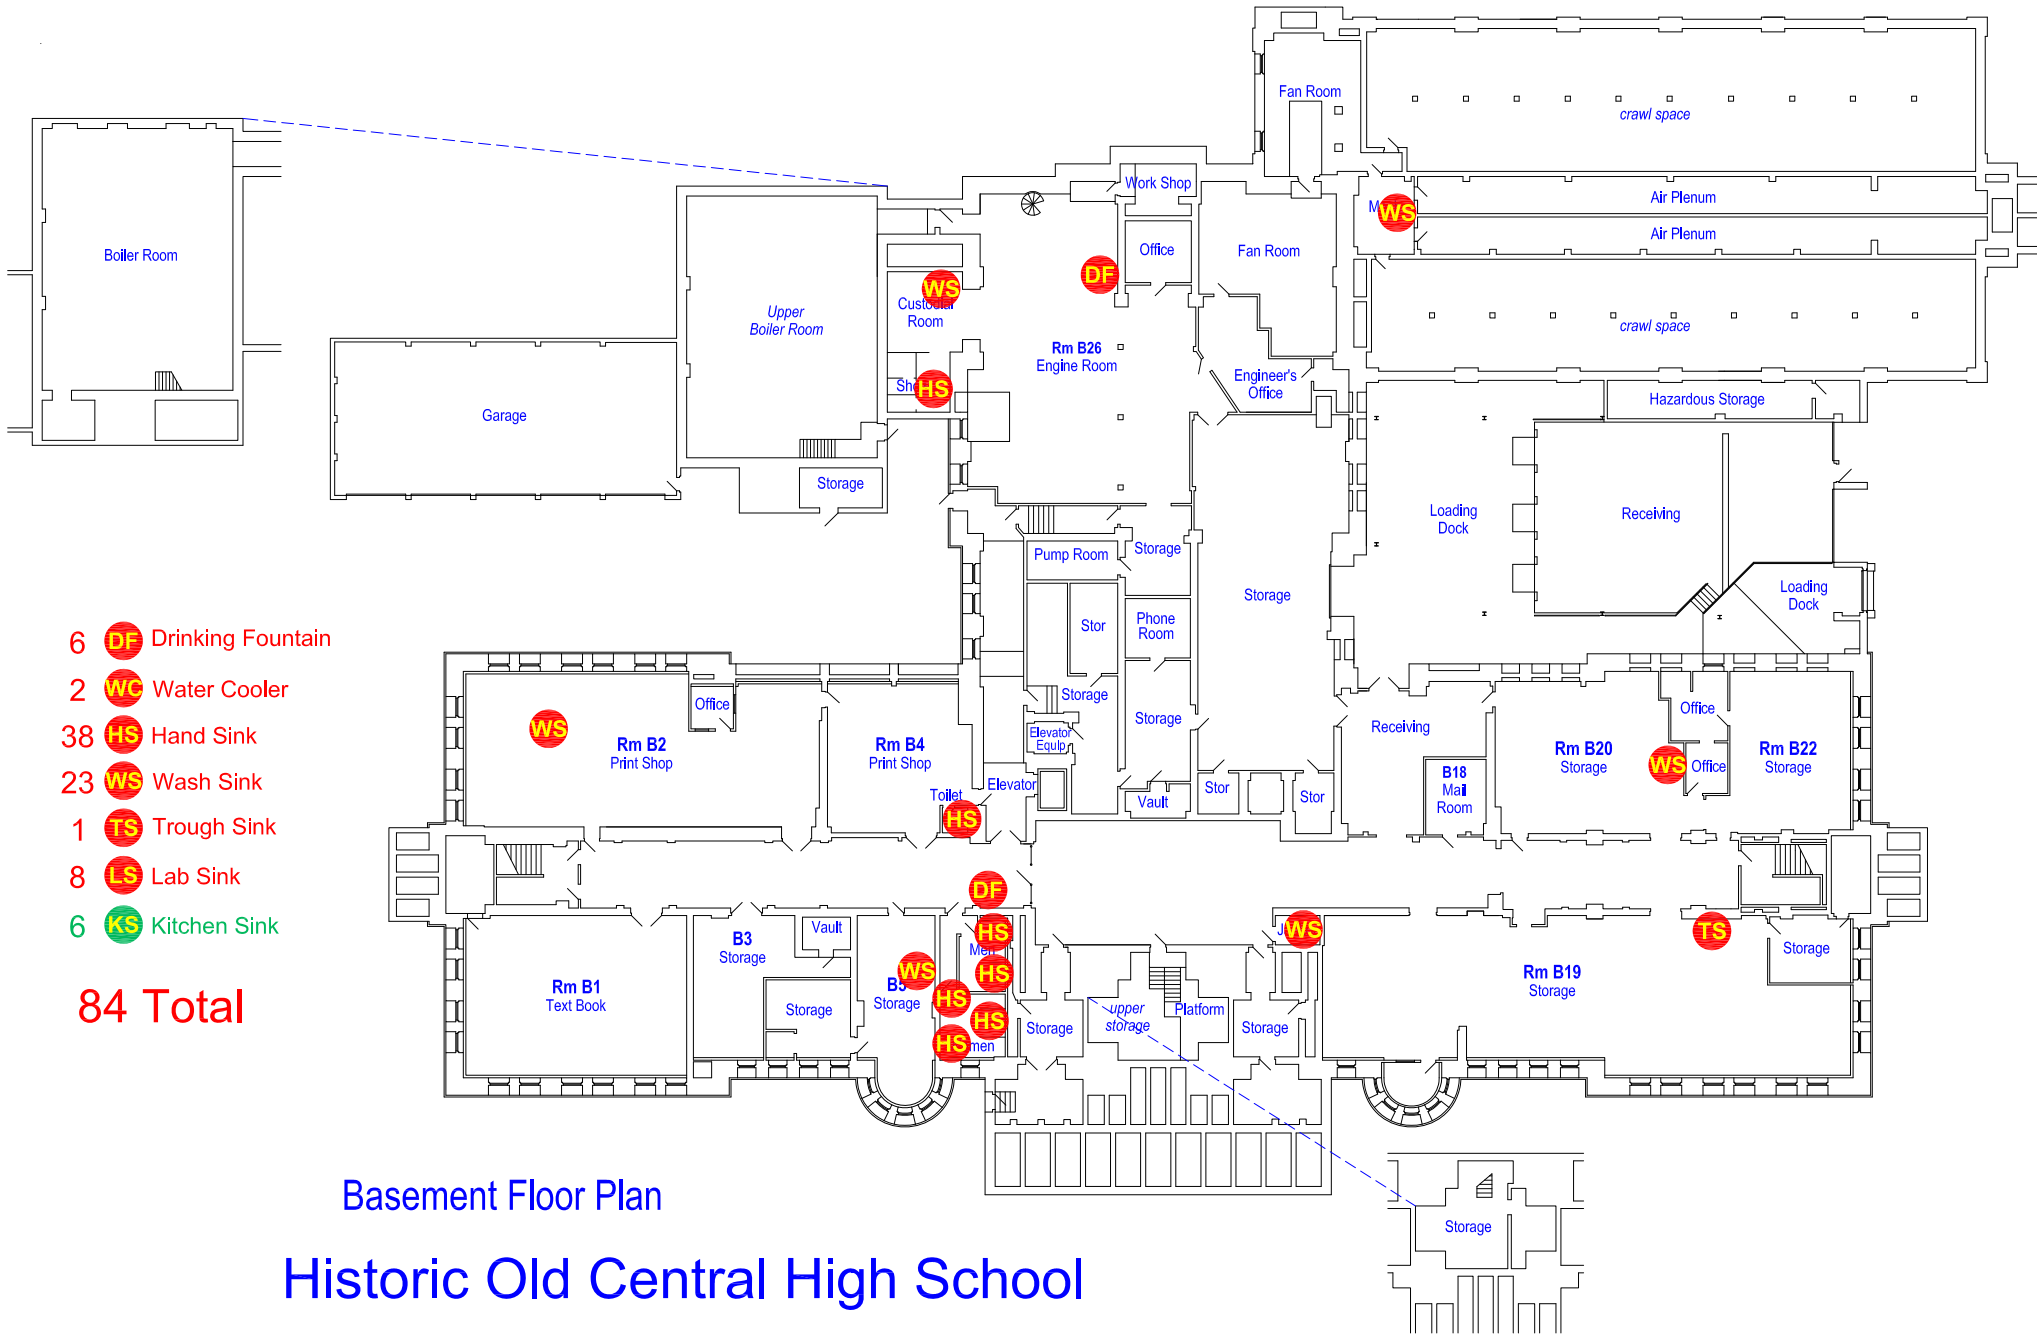 Fan Room
crawl space
Work Shop
Air Plenum
M
WS
Air Plenum
Boiler Room
Office
Fan Room
DF
WS
Custodial
Room
Upper
Boiler Room
crawl space
Rm B26
Engine Room
Engineer's
Office
HS
Hazardous Storage
Garage
Storage
Loading
Dock
Receiving
Pump Room
Storage
Loading
Dock
Storage
Stor
Phone
Room
6 DF Drinking Fountain
2 WC Water Cooler
38 HS Hand Sink
23 WS Wash Sink
1 TS Trough Sink
8 LS Lab Sink
6 KS Kitchen Sink
84 Total
Storage
Office
WS
Rm B2
Print Shop
Rm B4
Print Shop
Elevator
Equip
Storage
Receiving
Office
Rm B20
Storage
WS
Office
Rm B22
Storage
B18
Mail
Room
Toilet
HS
Elevator
Vault
Stor
Stor
DF
HS
Men
HS
WS
B5
Storage
HS
HS
HS
men
Vault
B3
Storage
Storage
Rm B1
Text Book
WS
TS
Storage
Rm B19
Storage
Storage
upper
storage
Platform
Storage
Storage
Basement Floor Plan
Historic Old Central High School